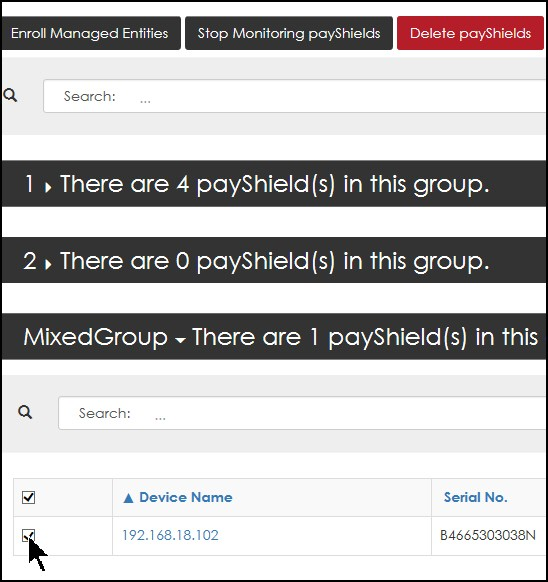 Enroll Managed Entities Stop Monitoring payShields Delete payShields
Search: ...
1 There are 4 payShield(s) in this group.
2 There are 0 payShield(s) in this group.
MixedGroup There are 1 payShield(s) in this
Search: ...
▲ Device Name Serial No.
192.168.18.102 B4665303038N